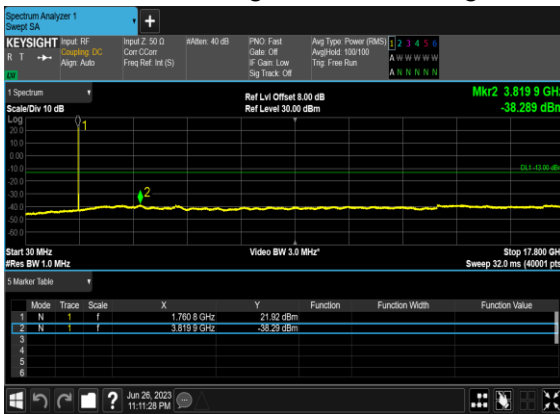 Spectrum Analyzer 1
Swept SA
KEYSIGHT Input: RF Input Z: 50 Ω #Atten: 40 dB PNO: Fast Avg Type: Power (RMS) 1 2 3 4 5 6
R T Coupling: DC Corr CCorr Gate: Off Avg|Hold: 100/100 A W W W W W
Align: Auto Freq Ref: Int (S) IF Gain: Low Trig: Free Run
Sig Track: Off A N N N N N
1 Spectrum Ref Lvl Offset 8.00 dB Mkr2 3.819 9 GHz
Scale/Div 10 dB Ref Level 30.00 dBm -38.289 dBm
Log
20.0
10.0
0.00
-10.0
DL1 -13.00 dBm
-20.0
-30.0
-40.0
-50.0
-60.0
1
2
Start 30 MHz Video BW 3.0 MHz* Stop 17.800 GHz
#Res BW 1.0 MHz Sweep 32.0 ms (40001 pts)
5 Marker Table
Mode Trace Scale X Y Function Function Width Function Value
1 N 1 f 1.760 8 GHz 21.92 dBm
2 N 1 f 3.819 9 GHz -38.29 dBm
3
4
5
6
? Jun 26, 2023
11:11:28 PM